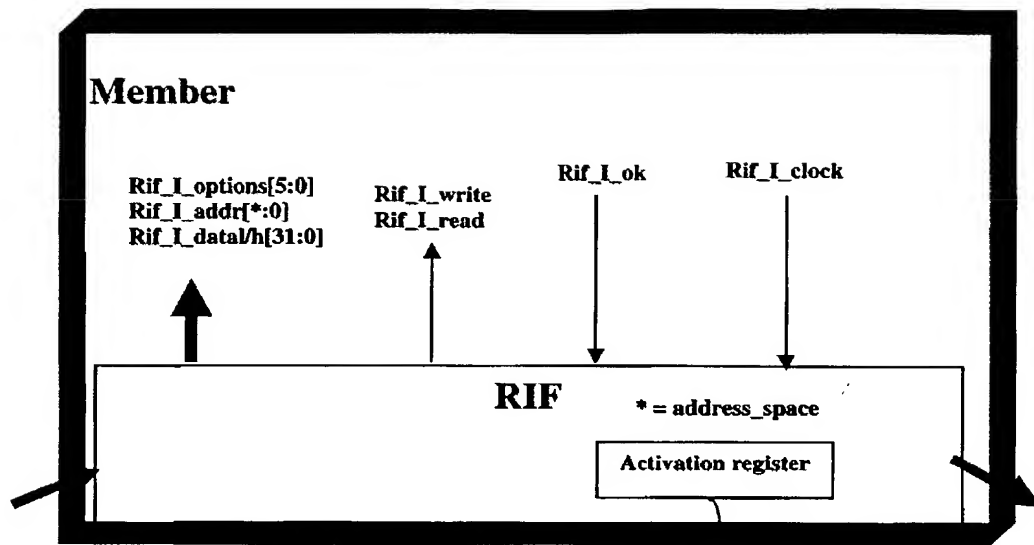 Member
Rif_I_options[5:0]
Rif_I_addr[*:0]
Rif_I_datal/h[31:0]
Rif_I_write
Rif_I_read
Rif_I_ok
Rif_I_clock
RIF
* = address_space
Activation register